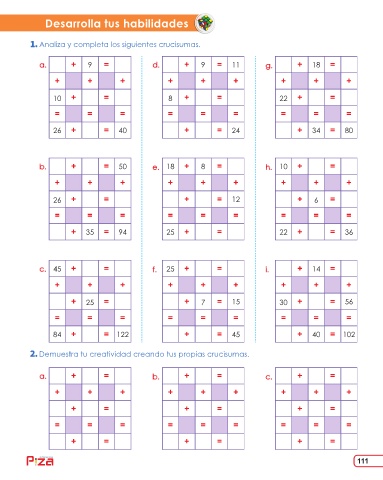 Desarrolla tus habilidades
1. Analiza y completa los siguientes crucisumas.
a. + 9 = d. + 9 = 11 g. + 18 =
+ + + + + + + + +
10 + = 8 + = 22 + =
= = = = = = = = =
26 + = 40 + = 24 + 34 = 80
b. + = 50 e. 18 + 8 = h. 10 + =
+ + + + + + + + +
26 + = + = 12 + 6 =
= = = = = = = = =
+ 35 = 94 25 + = 22 + = 36
c. 45 + = f. 25 + = i. + 14 =
+ + + + + + + + +
+ 25 = + 7 = 15 30 + = 56
= = = = = = = = =
84 + = 122 + = 45 + 40 = 102
2. Demuestra tu creatividad creando tus propias crucisumas.
a. + = b. + = c. + =
+ + + + + + + + +
+ = + = + =
= = = = = = = = =
+ = + = + =
111